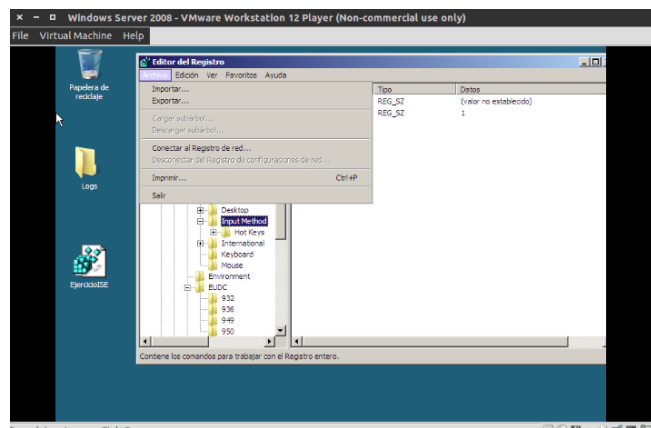 Windows Server 2008 - VMware Workstation 12 Player (Non-commercial use only)
File Virtual Machine Help
Papelera de
reciclaje
Logs
EjercicioISE
Editor del Registro
Archivo Edición Ver Favoritos Ayuda
Importar...
Exportar...
Cargar subárbol...
Descargar subárbol...
Conectar al Registro de red...
Desconectar del Registro de configuraciones de red...
Imprimir... Ctrl+P
Salir
Tipo Datos
REG_SZ (valor no establecido)
REG_SZ 1
Desktop
Input Method
Hot Keys
International
Keyboard
Mouse
Environment
EUDC
932
936
949
950
Contiene los comandos para trabajar con el Registro entero.